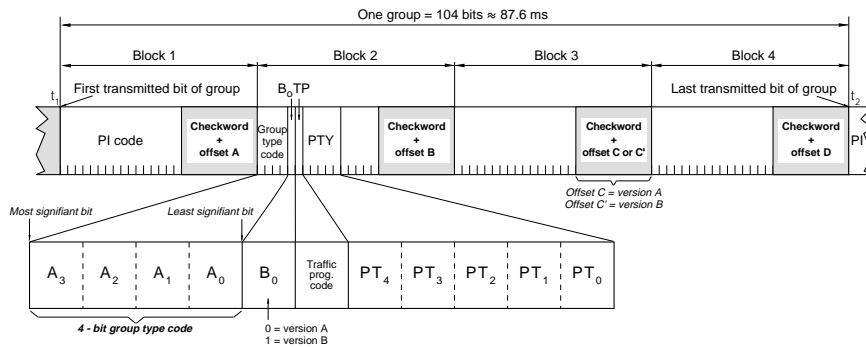 One group = 104 bits ≈ 87.6 ms
Block 1 Block 2 Block 3 Block 4
t1 First transmitted bit of group B0 TP Last transmitted bit of group t2
PI code
Checkword
+
offset A
Group
type
code
PTY
Checkword
+
offset B
Checkword
+
offset C or C'
Checkword
+
offset D
PI
Offset C = version A
Offset C' = version B
Most signifiant bit Least signifiant bit
A3 A2 A1 A0 B0
Traffic
prog.
code
PT4 PT3 PT2 PT1 PT0
4 - bit group type code
0 = version A
1 = version B